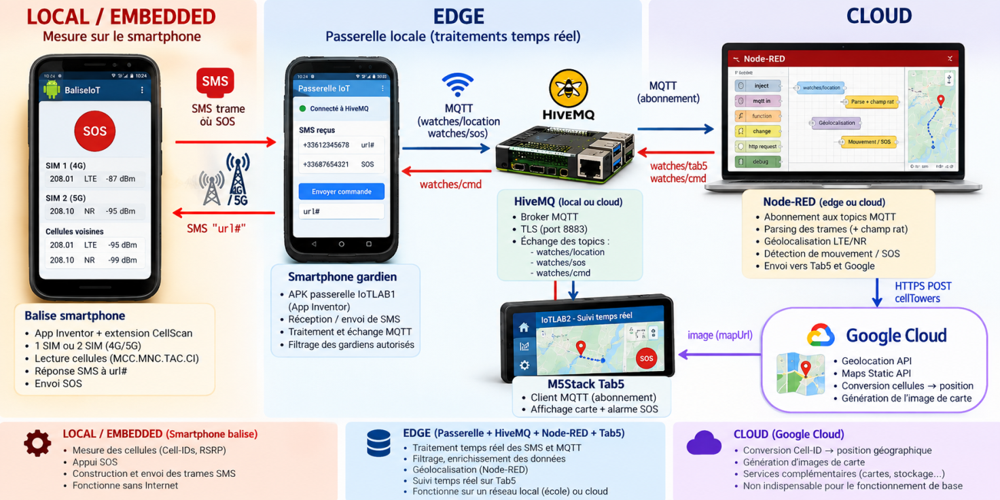 LOCAL / EMBEDDED
Mesure sur le smartphone
EDGE
Passerelle locale (traitements temps réel)
CLOUD
10:24
BaliseIoT
SOS
SIM 1 (4G)
208.01 LTE -87 dBm
SIM 2 (5G)
208.10 NR -95 dBm
Cellules voisines
208.01 LTE -95 dBm
208.10 NR -99 dBm
SMS
SMS trame
où SOS
4G
/5G
SMS "url#"
10:24
Passerelle IoT
Connecté à HiveMQ
SMS reçus
+33612345678 url#
+33687654321 SOS
Envoyer commande
url#
MQTT
(watches/location
watches/sos)
watches/cmd
HIVEMQ
MQTT
(abonnement)
watches/tab5
watches/cmd
Node-RED
inject
mqtt in
function
change
http request
debug
watches/location
Parse + champ rat
Géolocalisation
Mouvement / SOS
Balise smartphone
• App Inventor + extension CellScan
• 1 SIM ou 2 SIM (4G/5G)
• Lecture cellules (MCC.MNC.TAC.CI)
• Réponse SMS à url#
• Envoi SOS
Smartphone gardien
• APK passerelle IoTLAB1
(App Inventor)
• Réception / envoi de SMS
• Traitement et échange MQTT
• Filtrage des gardiens autorisés
HiveMQ (local ou cloud)
• Broker MQTT
• TLS (port 8883)
• Échange des topics :
- watches/location
- watches/sos
- watches/cmd
Node-RED (edge ou cloud)
• Abonnement aux topics MQTT
• Parsing des trames (+ champ rat)
• Géolocalisation LTE/NR
• Détection de mouvement / SOS
• Envoi vers Tab5 et Google
HTTPS POST
cellTowers
IoTLAB2 - Suivi temps réel
SOS
M5Stack Tab5
• Client MQTT (abonnement)
• Affichage carte + alarme SOS
image (mapUrl)
Google Cloud
• Geolocation API
• Maps Static API
• Conversion cellules → position
• Génération de l'image de carte
LOCAL / EMBEDDED (Smartphone balise)
• Mesure des cellules (Cell-IDs, RSRP)
• Appui SOS
• Construction et envoi des trames SMS
• Fonctionne sans Internet
EDGE (Passerelle + HiveMQ + Node-RED + Tab5)
• Traitement temps réel des SMS et MQTT
• Filtrage, enrichissement des données
• Géolocalisation (Node-RED)
• Suivi temps réel sur Tab5
• Fonctionne sur un réseau local (école) ou cloud
CLOUD (Google Cloud)
• Conversion Cell-ID → position géographique
• Génération d'images de carte
• Services complémentaires (cartes, stockage...)
• Non indispensable pour le fonctionnement de base